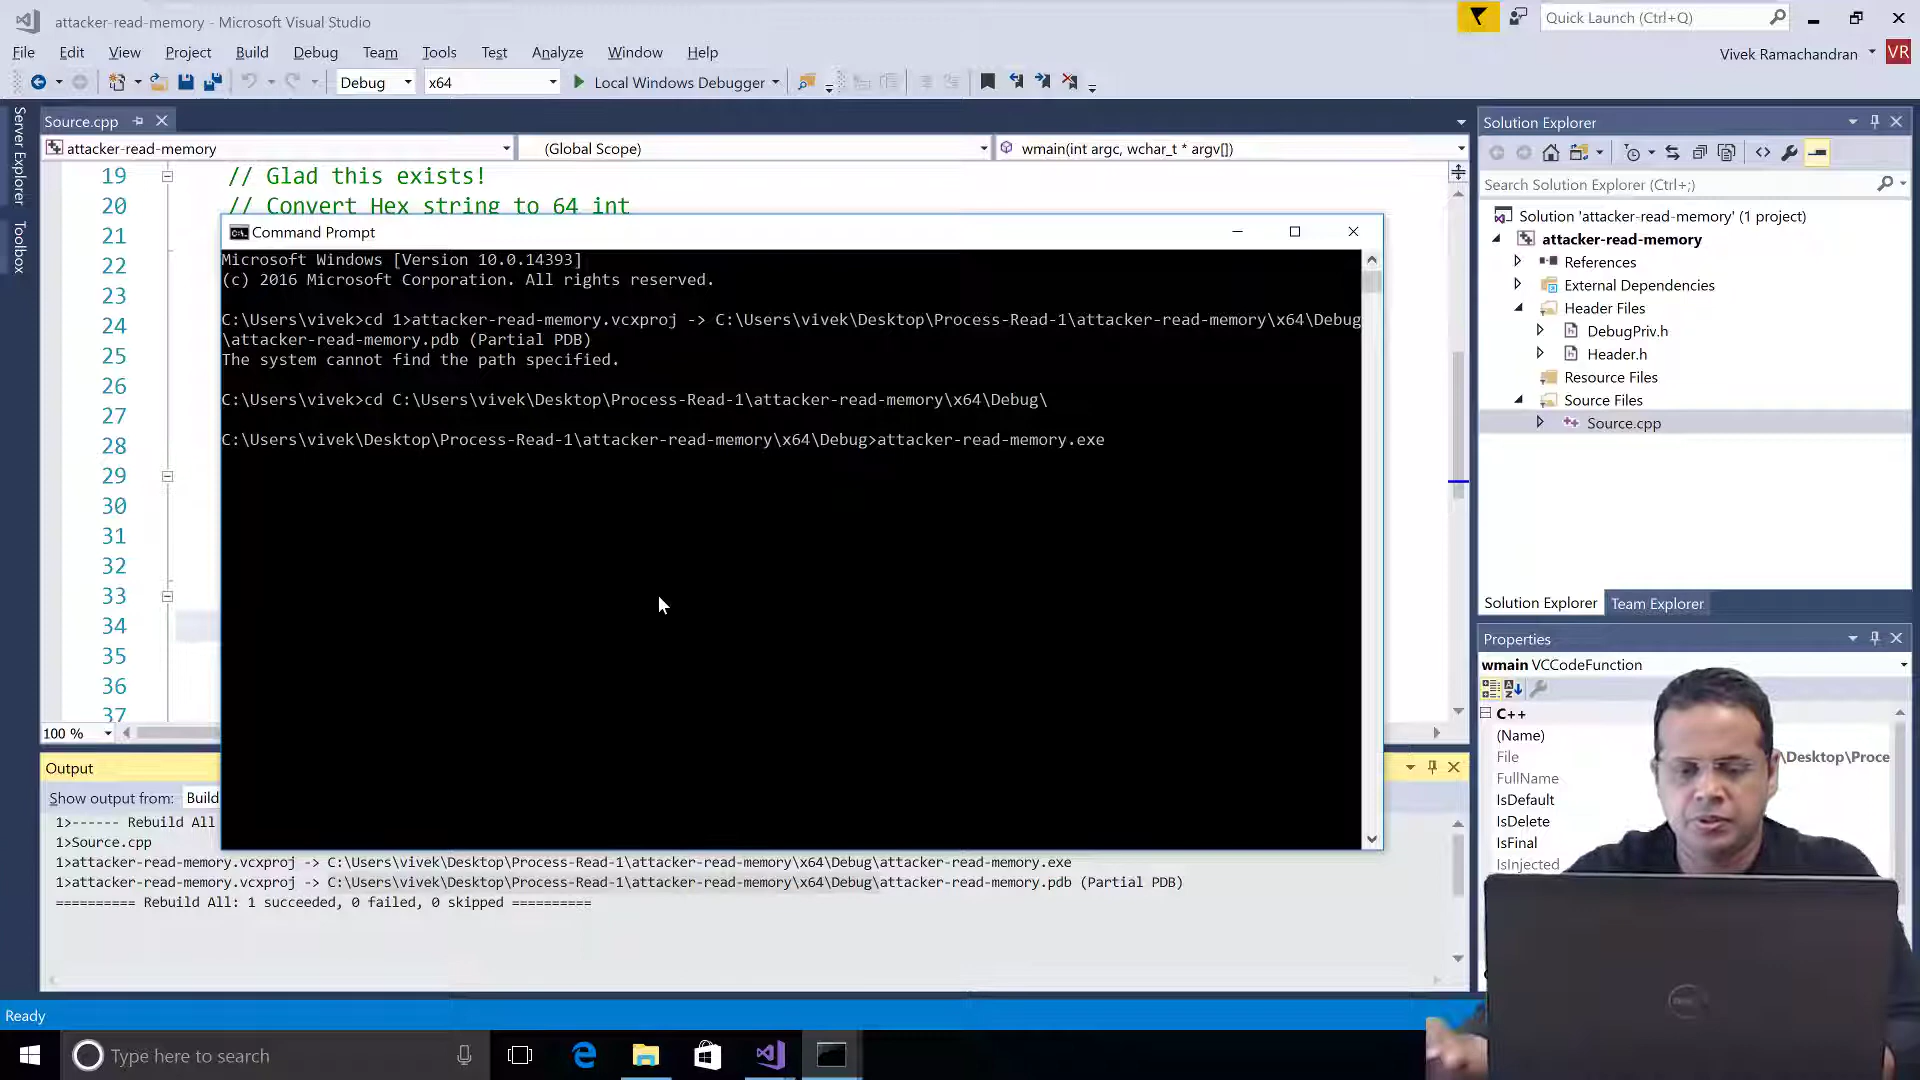 attacker-read-memory - Microsoft Visual Studio
Quick Launch (Ctrl+Q)
File Edit View Project Build Debug Team Tools Test Analyze Window Help
Vivek Ramachandran VR
Debug x64 Local Windows Debugger
Server Explorer
Toolbox
Source.cpp
attacker-read-memory (Global Scope) wmain(int argc, wchar_t * argv[])
19 // Glad this exists!
20 // Convert Hex string to 64 int
21
22
23
24
25
26
27
28
29
30
31
32
33
34
35
36
37
100 %
Command Prompt
Microsoft Windows [Version 10.0.14393]
(c) 2016 Microsoft Corporation. All rights reserved.
C:\Users\vivek>cd 1>attacker-read-memory.vcxproj -> C:\Users\vivek\Desktop\Process-Read-1\attacker-read-memory\x64\Debug
\attacker-read-memory.pdb (Partial PDB)
The system cannot find the path specified.
C:\Users\vivek>cd C:\Users\vivek\Desktop\Process-Read-1\attacker-read-memory\x64\Debug\
C:\Users\vivek\Desktop\Process-Read-1\attacker-read-memory\x64\Debug>attacker-read-memory.exe
Output
Show output from: Build
1>------ Rebuild All
1>Source.cpp
1>attacker-read-memory.vcxproj -> C:\Users\vivek\Desktop\Process-Read-1\attacker-read-memory\x64\Debug\attacker-read-memory.exe
1>attacker-read-memory.vcxproj -> C:\Users\vivek\Desktop\Process-Read-1\attacker-read-memory\x64\Debug\attacker-read-memory.pdb (Partial PDB)
========== Rebuild All: 1 succeeded, 0 failed, 0 skipped ==========
Solution Explorer
Search Solution Explorer (Ctrl+;)
Solution 'attacker-read-memory' (1 project)
attacker-read-memory
References
External Dependencies
Header Files
DebugPriv.h
Header.h
Resource Files
Source Files
Source.cpp
Solution Explorer Team Explorer
Properties
wmain VCCodeFunction
C++
(Name)
File \Desktop\Proce
FullName
IsDefault
IsDelete
IsFinal
IsInjected
Ready
Type here to search